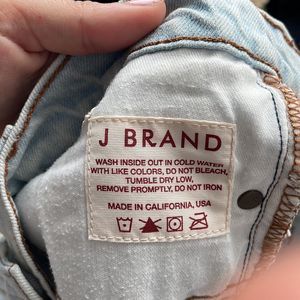 J BRAND
WASH INSIDE OUT IN COLD WATER
WITH LIKE COLORS, DO NOT BLEACH,
TUMBLE DRY LOW,
REMOVE PROMPTLY, DO NOT IRON
MADE IN CALIFORNIA, USA